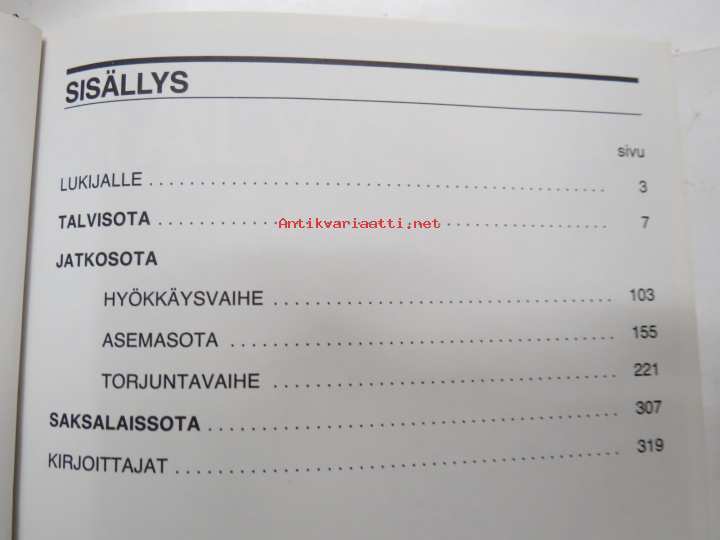 SISÄLLYS
sivu
LUKIJALLE ........................................ 3
TALVISOTA ........................................ 7
Antikvariaatti.net
JATKOSOTA
HYÖKKÄYSVAIHE .............................. 103
ASEMASOTA .................................. 155
TORJUNTAVAIHE .............................. 221
SAKSALAISSOTA .................................... 307
KIRJOITTAJAT ..................................... 319